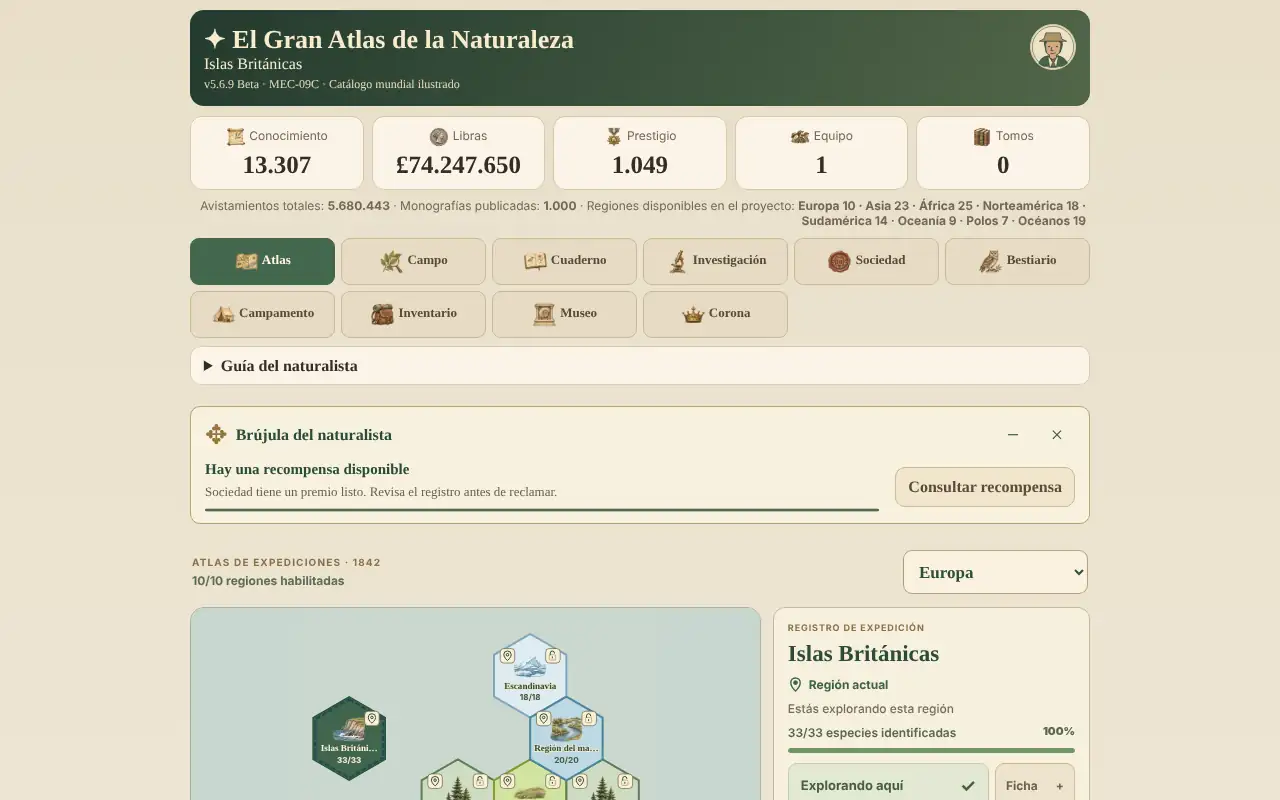 ✦ El Gran Atlas de la Naturaleza
Islas Británicas
v5.6.9 Beta · MEC-09C · Catálogo mundial ilustrado
Conocimiento
13.307
Libras
£74.247.650
Prestigio
1.049
Equipo
1
Tomos
0
Avistamientos totales: 5.680.443 · Monografías publicadas: 1.000 · Regiones disponibles en el proyecto: Europa 10 · Asia 23 · África 25 · Norteamérica 18 ·
Sudamérica 14 · Oceanía 9 · Polos 7 · Océanos 19
Atlas
Campo
Cuaderno
Investigación
Sociedad
Bestiario
Campamento
Inventario
Museo
Corona
▶ Guía del naturalista
Brújula del naturalista
Hay una recompensa disponible
Sociedad tiene un premio listo. Revisa el registro antes de reclamar.
Consultar recompensa
ATLAS DE EXPEDICIONES · 1842
10/10 regiones habilitadas
Europa
Escandinavia
18/18
Islas Británi...
33/33
Región del ma...
20/20
REGISTRO DE EXPEDICIÓN
Islas Británicas
Región actual
Estás explorando esta región
33/33 especies identificadas
100%
Explorando aquí
Ficha +